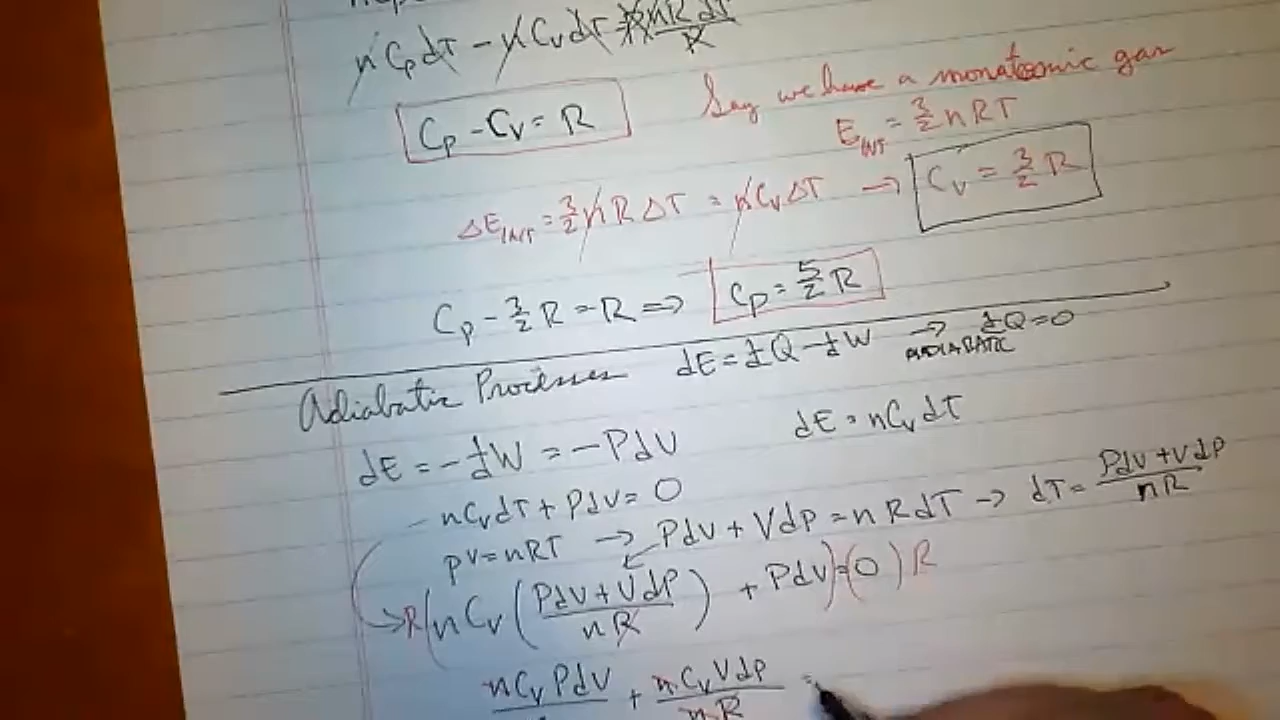 nCpdT - nCvdT = nRdT/R
Cp - Cv = R
Say we have a monatomic gas
E_INT = 3/2 nRT
ΔE_INT = 3/2 nRΔT = nCvΔT → Cv = 3/2 R
Cp - 3/2 R = R ⇒ Cp = 5/2 R
Adiabatic Processes dE = đQ - đW → đQ = 0
ADIABATIC
dE = -đW = -PdV dE = nCvdT
nCvdT + PdV = 0
PV = nRT → PdV + VdP = nRdT → dT = (PdV + VdP)/nR
R(nCv((PdV + VdP)/nR) + PdV) = (0)R
nCvPdV + nCvVdP/nR =